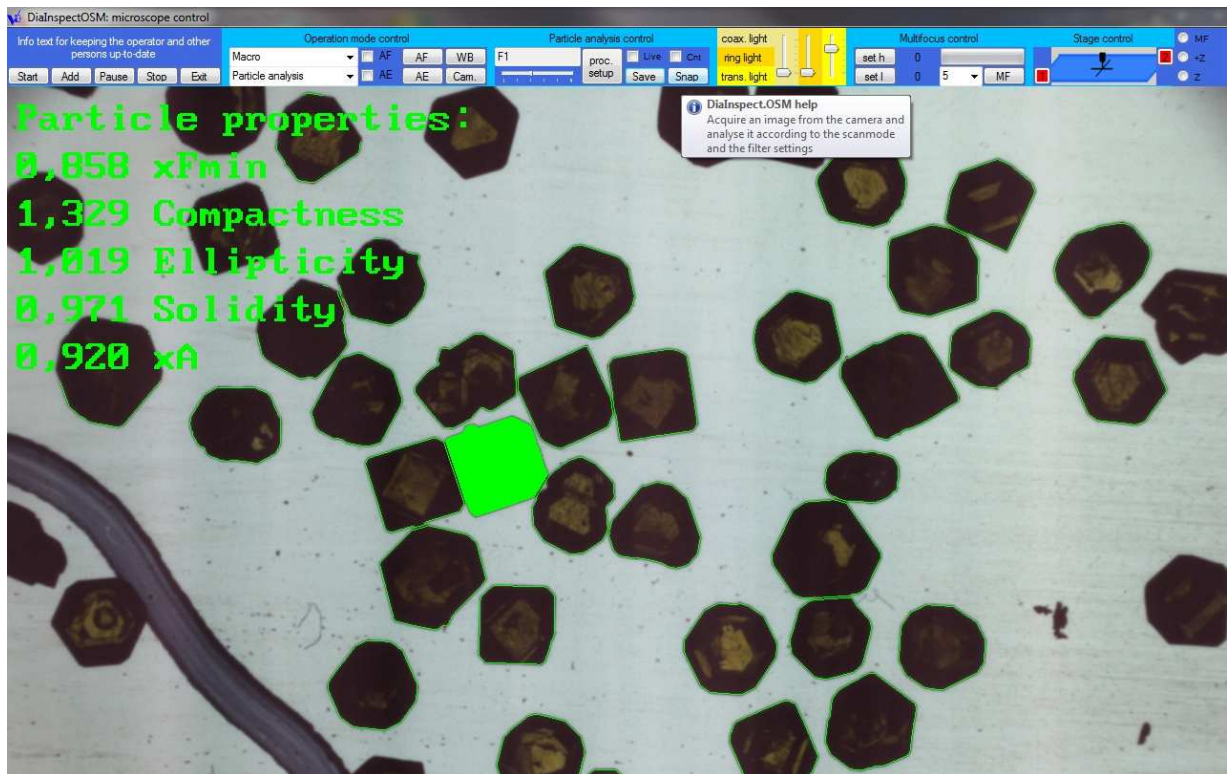 DiaInspectOSM: microscope control
Info text for keeping the operator and other
persons up-to-date
Start Add Pause Stop Exit
Operation mode control
Macro AF AF WB
Particle analysis AE AE Cam.
Particle analysis control
F1 proc. setup Live Cnt
Save Snap
coax. light
ring light
trans. light
Multifocus control
set h 0
set l 0 5 MF
Stage control
2
1
MF
+Z
Z
DiaInspect.OSM help
Acquire an image from the camera and
analyse it according to the scanmode
and the filter settings
Particle properties:
0,858 xFmin
1,329 Compactness
1,019 Ellipticity
0,971 Solidity
0,920 xA